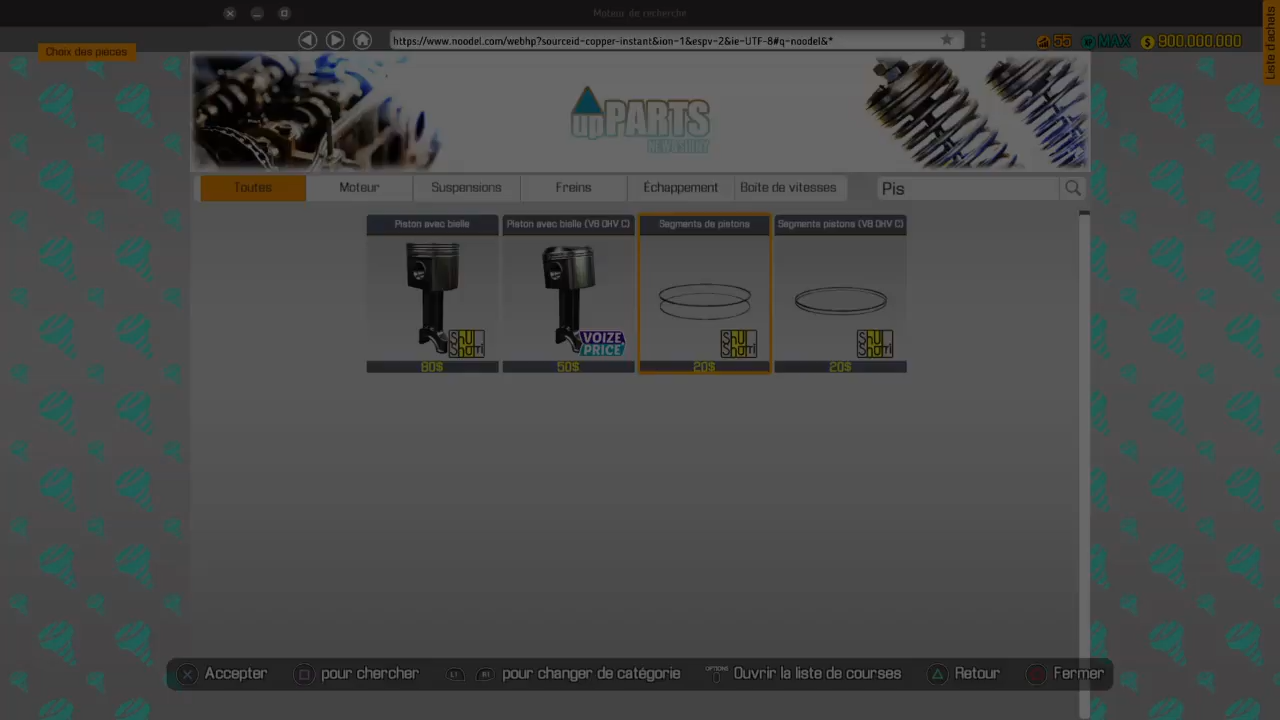 Moteur de recherche
Choix des pièces
https://www.noodel.com/webhp?sourceid=copper-instant&ion=1&espv=2&ie=UTF-8#q=noodel&*
55
MAX
$ 900.000.000
Liste d'achats
upPARTS
Toutes
Moteur
Suspensions
Freins
Échappement
Boîte de vitesses
Pis
Piston avec bielle
Piston avec bielle (V8 OHV C)
Segments de pistons
Segments pistons (V8 OHV C)
VOIZE
PRICE
80$
50$
20$
20$
Accepter
pour chercher
L1
R1
pour changer de catégorie
OPTIONS
Ouvrir la liste de courses
Retour
Fermer